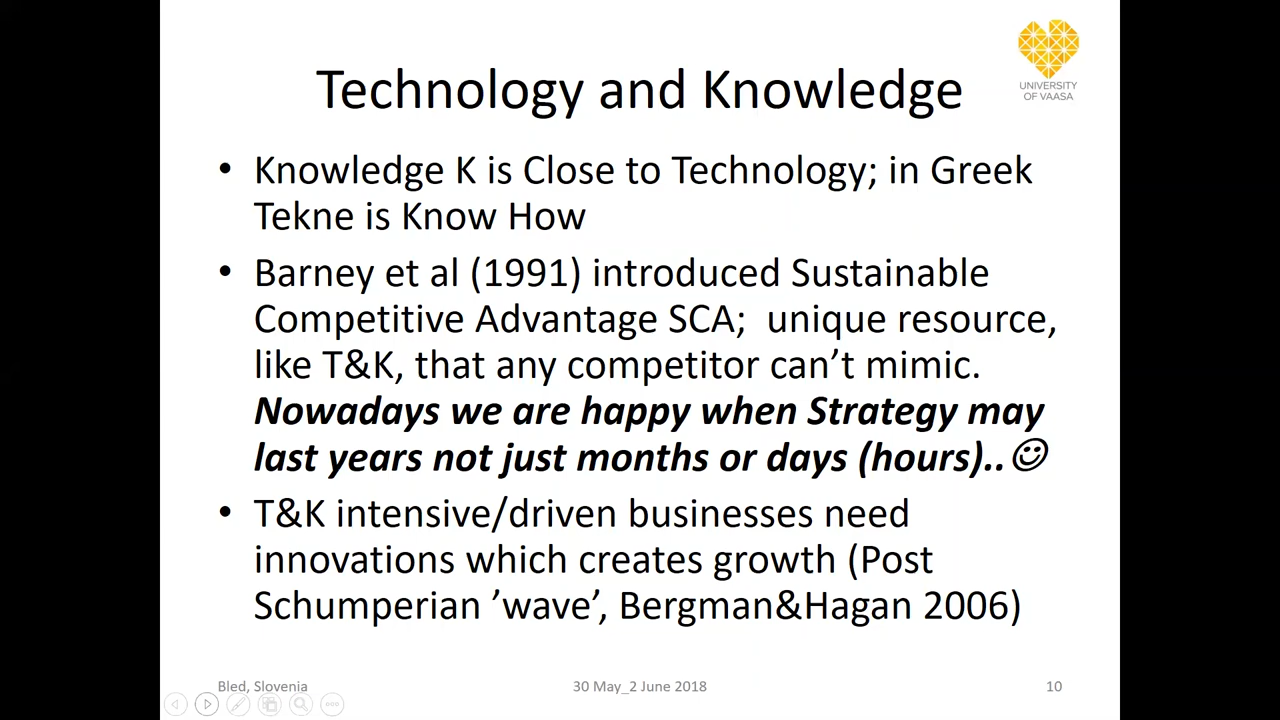 UNIVERSITY
OF VAASA
Technology and Knowledge
• Knowledge K is Close to Technology; in Greek
Tekne is Know How
• Barney et al (1991) introduced Sustainable
Competitive Advantage SCA;  unique resource,
like T&K, that any competitor can’t mimic.
Nowadays we are happy when Strategy may
last years not just months or days (hours)..☺
• T&K intensive/driven businesses need
innovations which creates growth (Post
Schumperian ’wave’, Bergman&Hagan 2006)
Bled, Slovenia
30 May_2 June 2018
10